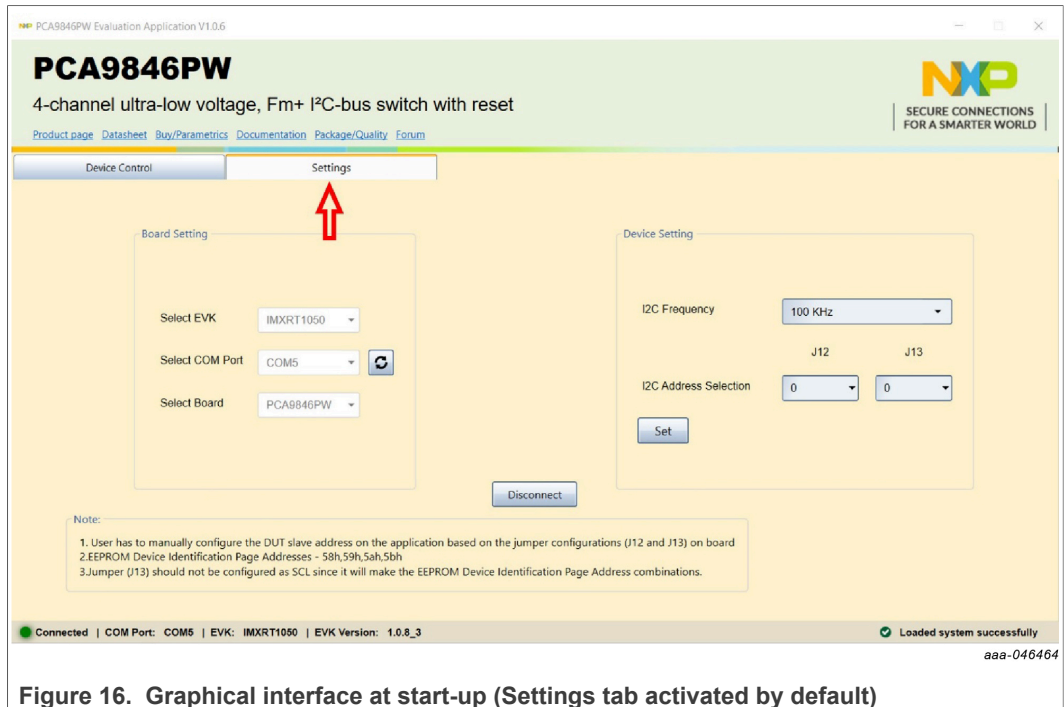 PCA9846PW Evaluation Application V1.0.6
PCA9846PW
4-channel ultra-low voltage, Fm+ I²C-bus switch with reset
Product page Datasheet Buy/Parametrics Documentation Package/Quality Forum
NXP
SECURE CONNECTIONS
FOR A SMARTER WORLD
Device Control
Settings
Board Setting
Select EVK
IMXRT1050
Select COM Port
COM5
Select Board
PCA9846PW
Device Setting
I2C Frequency
100 KHz
J12
J13
I2C Address Selection
0
0
Set
Disconnect
Note:
1. User has to manually configure the DUT slave address on the application based on the jumper configurations (J12 and J13) on board
2.EEPROM Device Identification Page Addresses - 58h,59h,5ah,5bh
3.Jumper (J13) should not be configured as SCL since it will make the EEPROM Device Identification Page Address combinations.
Connected | COM Port: COM5 | EVK: IMXRT1050 | EVK Version: 1.0.8_3
Loaded system successfully
aaa-046464
Figure 16. Graphical interface at start-up (Settings tab activated by default)